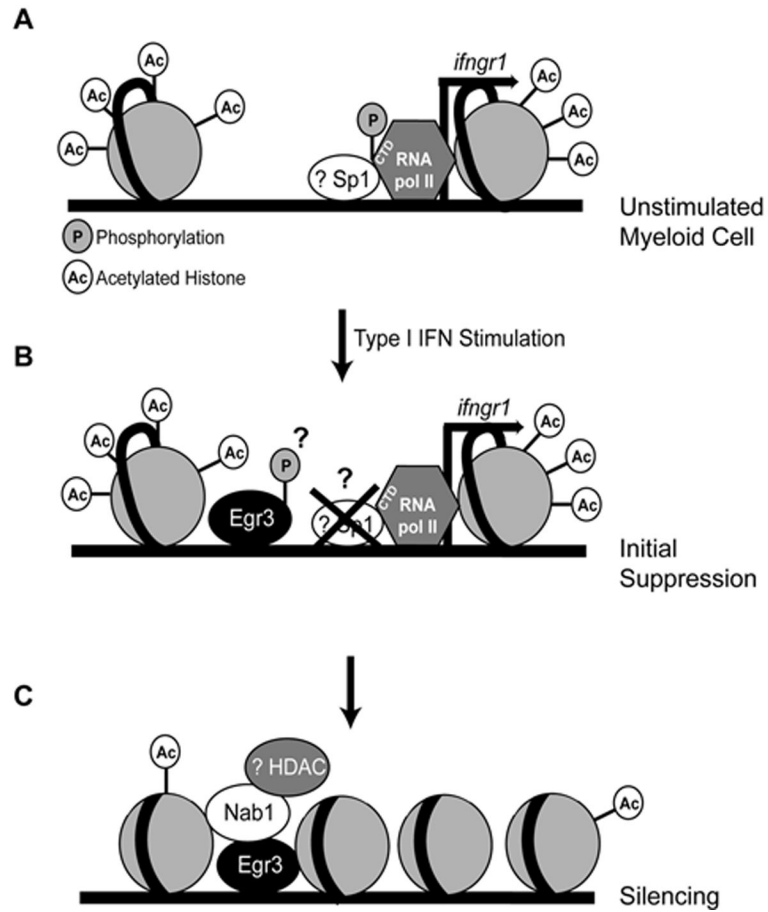 A
Ac
Ac
Ac
Ac
ifngr1
Ac
Ac
Ac
P
CTD
RNA
pol II
? Sp1
Unstimulated
Myeloid Cell
P Phosphorylation
Ac Acetylated Histone
Type I IFN Stimulation
B
Ac
Ac
Ac
Ac
?
P
Egr3
?
? Sp1
CTD
RNA
pol II
ifngr1
Ac
Ac
Ac
Initial
Suppression
C
Ac
? HDAC
Nab1
Egr3
Ac
Silencing